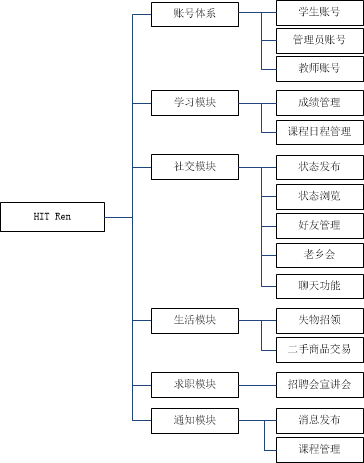 HIT Ren
账号体系
学生账号
管理员账号
教师账号
学习模块
成绩管理
课程日程管理
社交模块
状态发布
状态浏览
好友管理
老乡会
聊天功能
生活模块
失物招领
二手商品交易
求职模块
招聘会宣讲会
通知模块
消息发布
课程管理